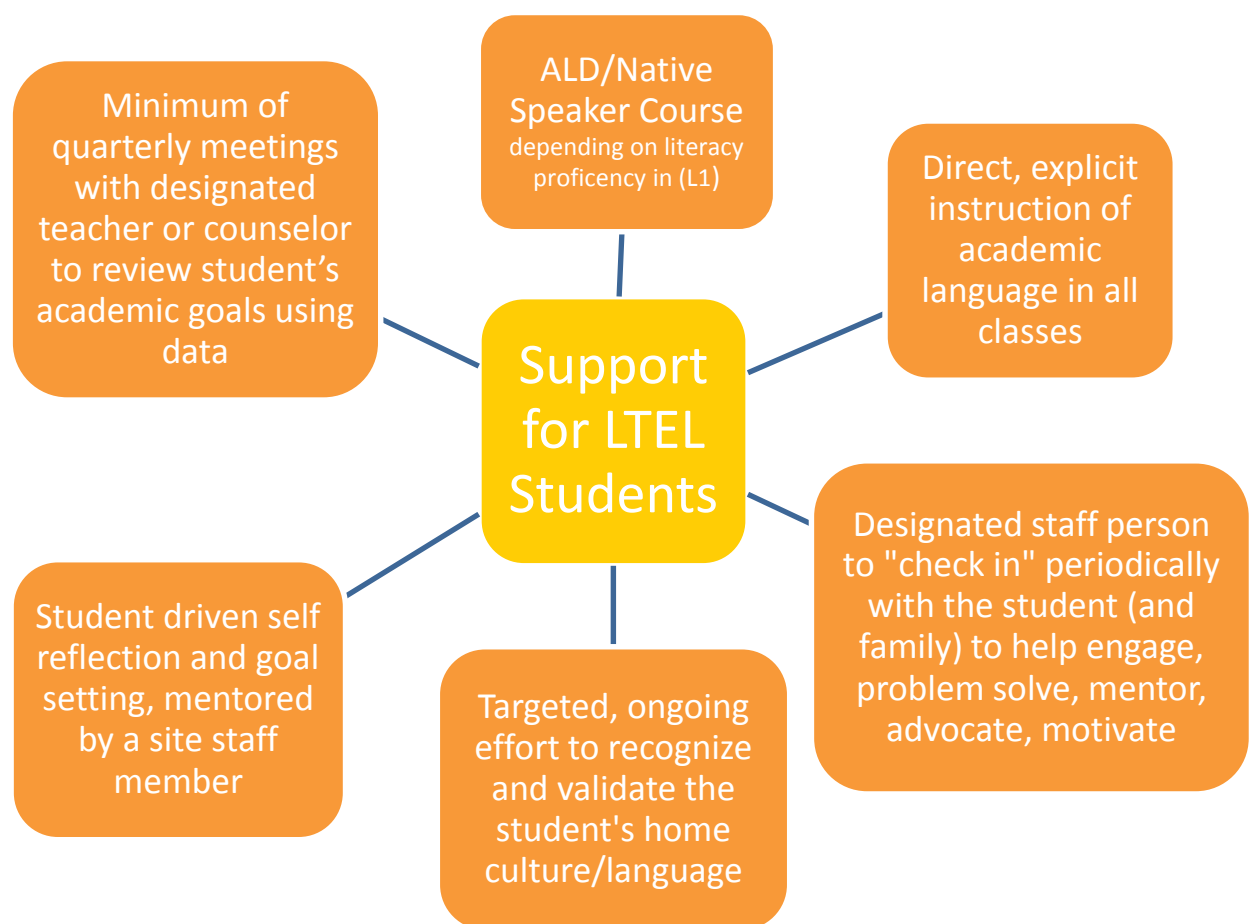 ALD/Native
Speaker Course
depending on literacy
proficency in (L1)
Direct, explicit
instruction of
academic
language in all
classes
Designated staff person
to "check in" periodically
with the student (and
family) to help engage,
problem solve, mentor,
advocate, motivate
Targeted, ongoing
effort to recognize
and validate the
student's home
culture/language
Student driven self
reflection and goal
setting, mentored
by a site staff
member
Minimum of
quarterly meetings
with designated
teacher or counselor
to review student’s
academic goals using
data
Support
for LTEL
Students